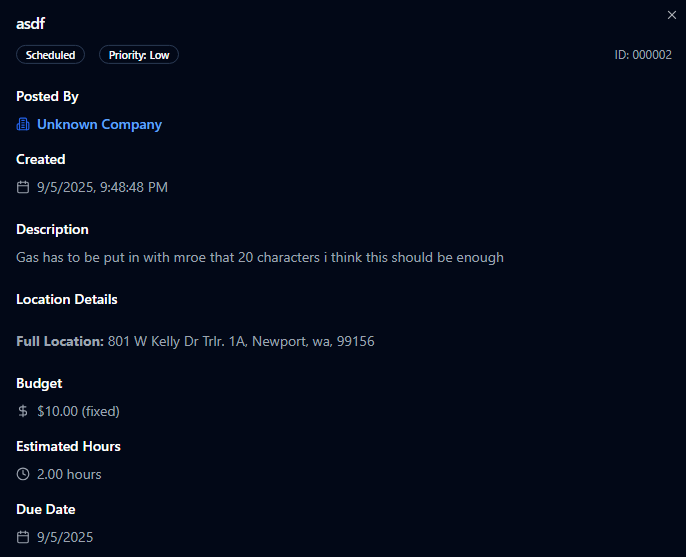 asdf
Scheduled Priority: Low ID: 000002
Posted By
Unknown Company
Created
9/5/2025, 9:48:48 PM
Description
Gas has to be put in with mroe that 20 characters i think this should be enough
Location Details
Full Location: 801 W Kelly Dr Trlr. 1A, Newport, wa, 99156
Budget
$ $10.00 (fixed)
Estimated Hours
2.00 hours
Due Date
9/5/2025